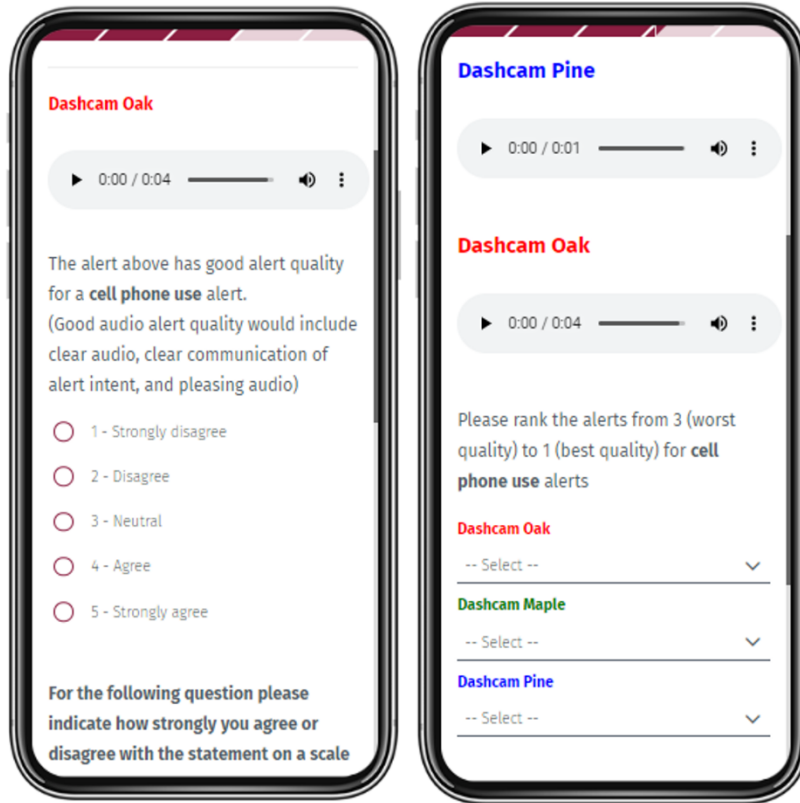 Dashcam Oak
0:00 / 0:04
The alert above has good alert quality
for a cell phone use alert.
(Good audio alert quality would include
clear audio, clear communication of
alert intent, and pleasing audio)
1 - Strongly disagree
2 - Disagree
3 - Neutral
4 - Agree
5 - Strongly agree
For the following question please
indicate how strongly you agree or
disagree with the statement on a scale
Dashcam Pine
0:00 / 0:01
Dashcam Oak
0:00 / 0:04
Please rank the alerts from 3 (worst
quality) to 1 (best quality) for cell
phone use alerts
Dashcam Oak
-- Select --
Dashcam Maple
-- Select --
Dashcam Pine
-- Select --